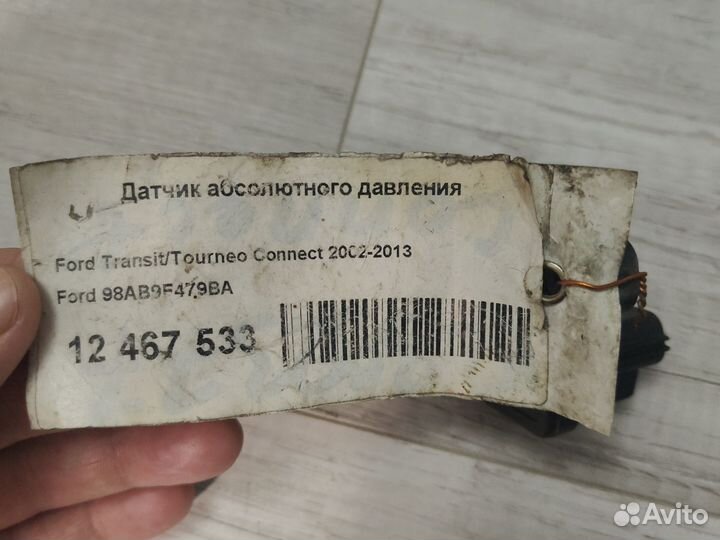 Датчик абсолютного давления
Ford Transit/Tourneo Connect 2002-2013
Ford 98AB9F479BA
12 467 533
Avito